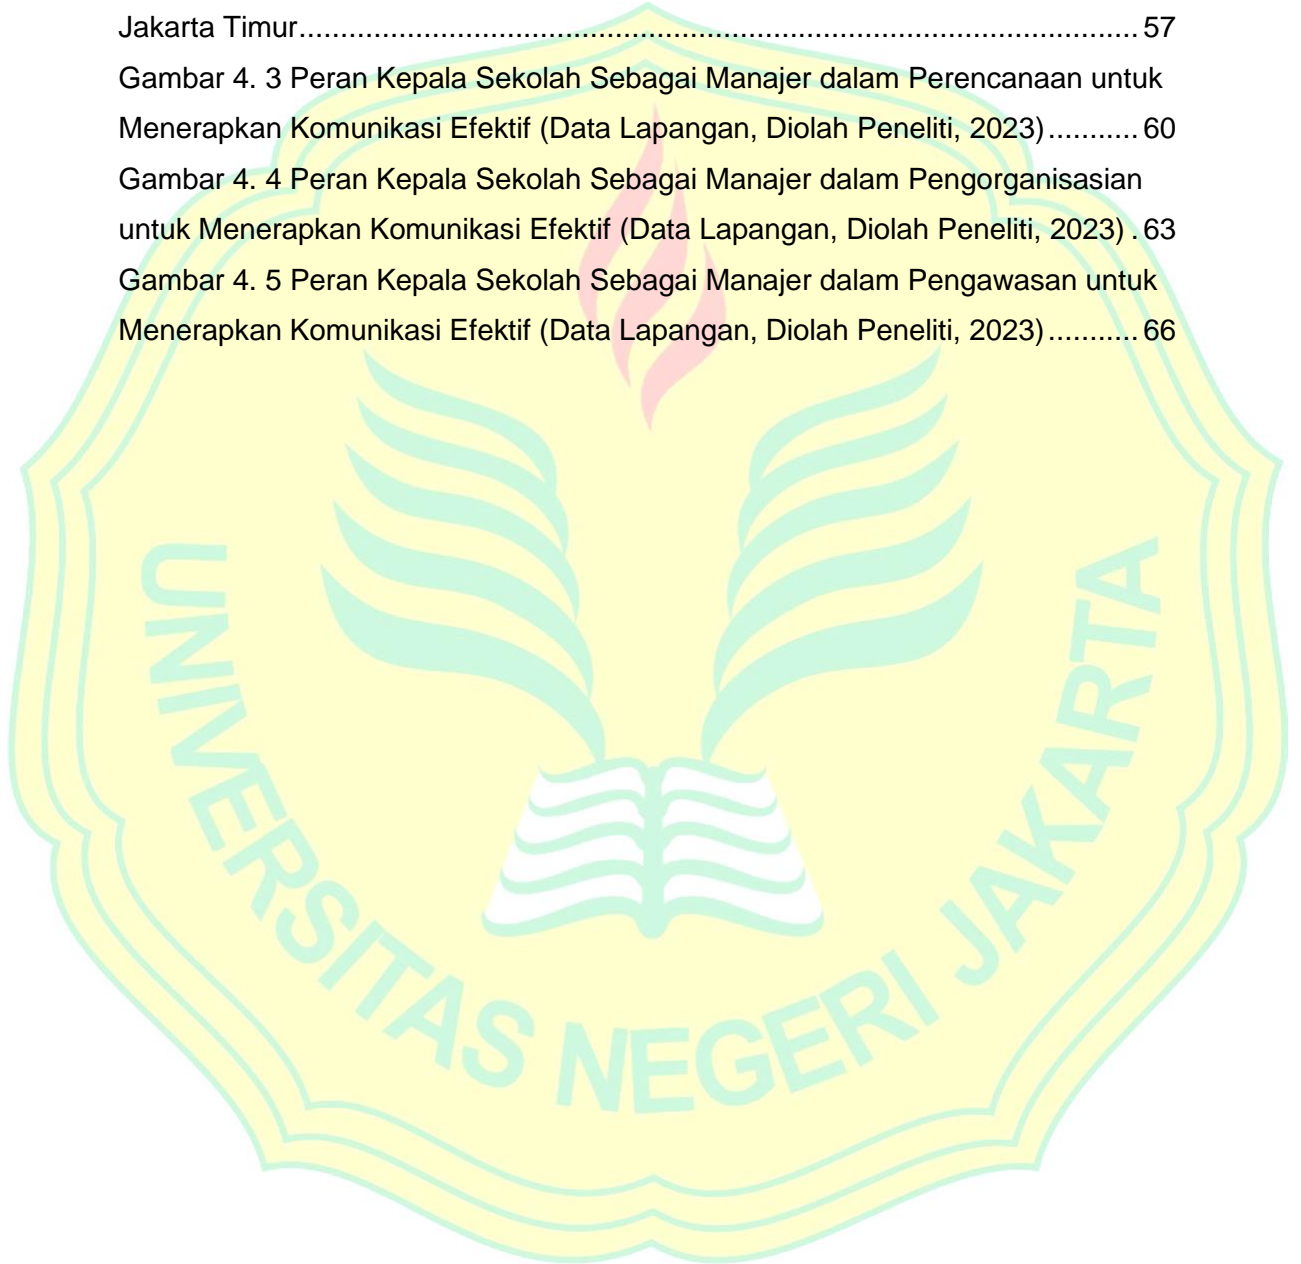 Jakarta Timur..................................................................................................... 57
Gambar 4. 3 Peran Kepala Sekolah Sebagai Manajer dalam Perencanaan untuk
Menerapkan Komunikasi Efektif (Data Lapangan, Diolah Peneliti, 2023)........... 60
Gambar 4. 4 Peran Kepala Sekolah Sebagai Manajer dalam Pengorganisasian
untuk Menerapkan Komunikasi Efektif (Data Lapangan, Diolah Peneliti, 2023) . 63
Gambar 4. 5 Peran Kepala Sekolah Sebagai Manajer dalam Pengawasan untuk
Menerapkan Komunikasi Efektif (Data Lapangan, Diolah Peneliti, 2023)........... 66
UNIVERSITAS NEGERI JAKARTA